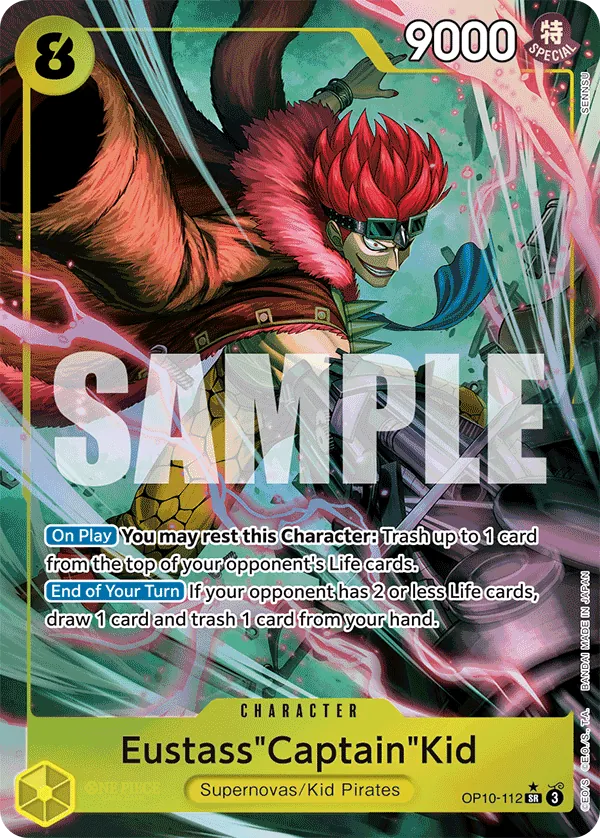 8
9000
特
SPECIAL
SENNSU
SAMPLE
On Play You may rest this Character: Trash up to 1 card
from the top of your opponent's Life cards.
End of Your Turn If your opponent has 2 or less Life cards,
draw 1 card and trash 1 card from your hand.
BANDAI MADE IN JAPAN
©E.O./S., T.A.
CHARACTER
Eustass"Captain"Kid
ONE PIECE
Supernovas/Kid Pirates
OP10-112 ★ SR 3